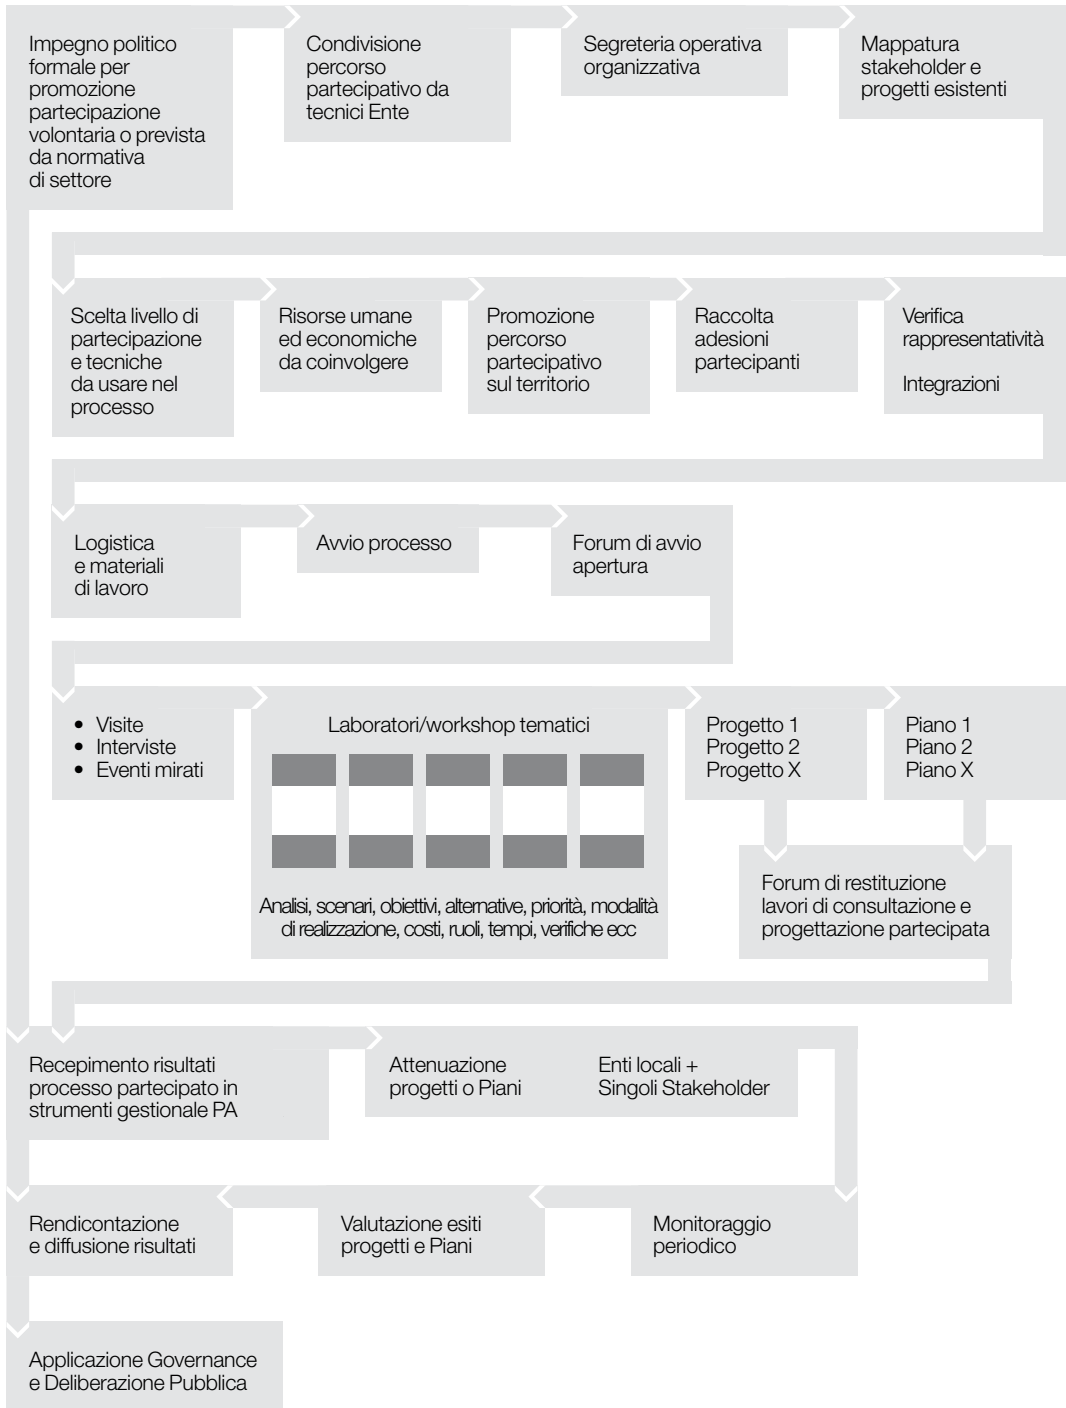 Impegno politico
formale per
promozione
partecipazione
volontaria o prevista
da normativa
di settore
Condivisione
percorso
partecipativo da
tecnici Ente
Segreteria operativa
organizzativa
Mappatura
stakeholder e
progetti esistenti
Scelta livello di
partecipazione
e tecniche
da usare nel
processo
Risorse umane
ed economiche
da coinvolgere
Promozione
percorso
partecipativo
sul territorio
Raccolta
adesioni
partecipanti
Verifica
rappresentatività
Integrazioni
Logistica
e materiali
di lavoro
Avvio processo
Forum di avvio
apertura
• Visite
• Interviste
• Eventi mirati
Laboratori/workshop tematici
Analisi, scenari, obiettivi, alternative, priorità, modalità
di realizzazione, costi, ruoli, tempi, verifiche ecc
Progetto 1
Progetto 2
Progetto X
Piano 1
Piano 2
Piano X
Forum di restituzione
lavori di consultazione e
progettazione partecipata
Recepimento risultati
processo partecipato in
strumenti gestionale PA
Attenuazione
progetti o Piani
Enti locali +
Singoli Stakeholder
Rendicontazione
e diffusione risultati
Valutazione esiti
progetti e Piani
Monitoraggio
periodico
Applicazione Governance
e Deliberazione Pubblica